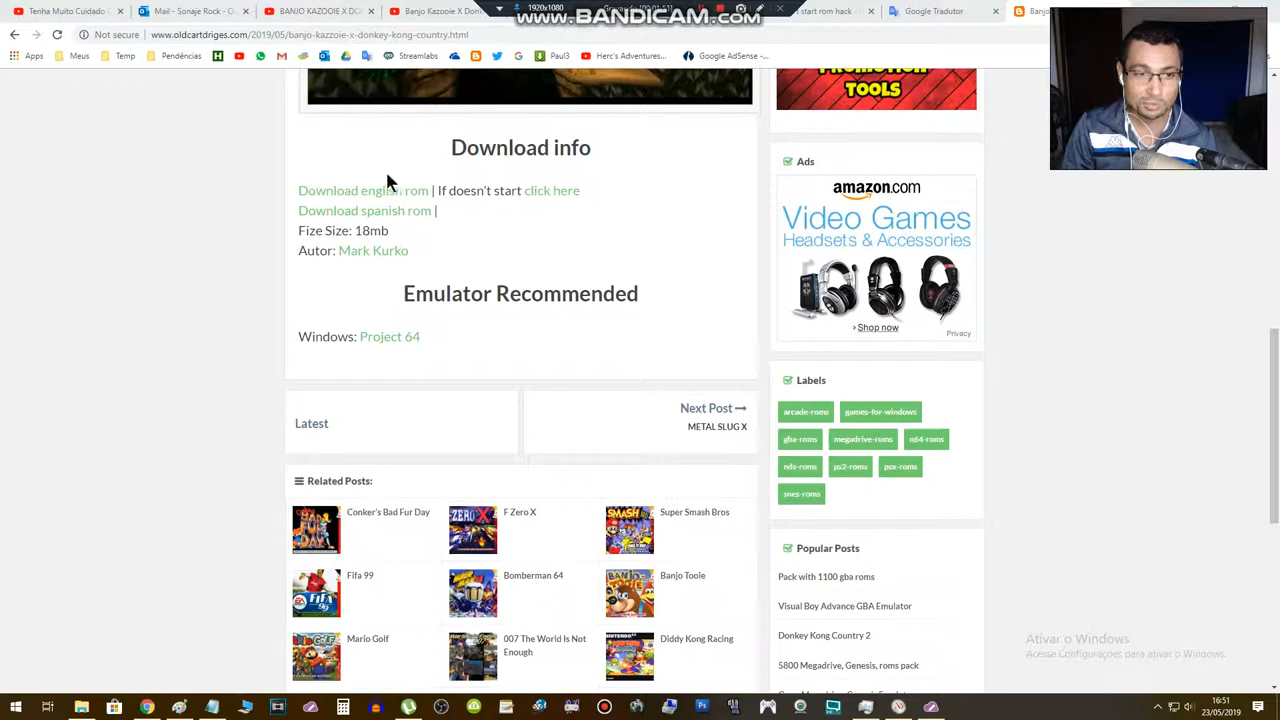 1920x1080
WWW.BANDICAM.COM
Tenha Muito Cuidado
Mail - Sonaje Rock - O
BANJO KAZOOIE X DO
Banjo Kazooie X Donk
start rom hack -
Google Tradutor
Banjo
Not secure
www.oldcartdriges.com/2019/05/banjo-kazzoie-x-donkey-kong-country.html
Apps
Meus
Temp
Pendências
Streamlabs
Paul3
Herc's Adventures...
Google AdSense -...
PROMOTION
TOOLS
Download info
Download english rom | If doesn't start click here
Download spanish rom |
Fize Size: 18mb
Autor: Mark Kurko
Emulator Recommended
Windows: Project 64
Ads
amazon.com
Video Games
Headsets & Accessories
Shop now
Privacy
Labels
arcade-roms
games-for-windows
gba-roms
megadrive-roms
n64-roms
nds-roms
ps2-roms
psx-roms
snes-roms
Latest
Next Post
METAL SLUG X
Related Posts:
Conker's Bad Fur Day
F Zero X
Super Smash Bros
Fifa 99
Bomberman 64
Banjo Tooie
Mario Golf
007 The World Is Not
Enough
Diddy Kong Racing
Popular Posts
Pack with 1100 gba roms
Visual Boy Advance GBA Emulator
Donkey Kong Country 2
5800 Megadrive, Genesis, roms pack
Ativar o Windows
Acesse Configurações para ativar o Windows.
16:51
23/05/2019